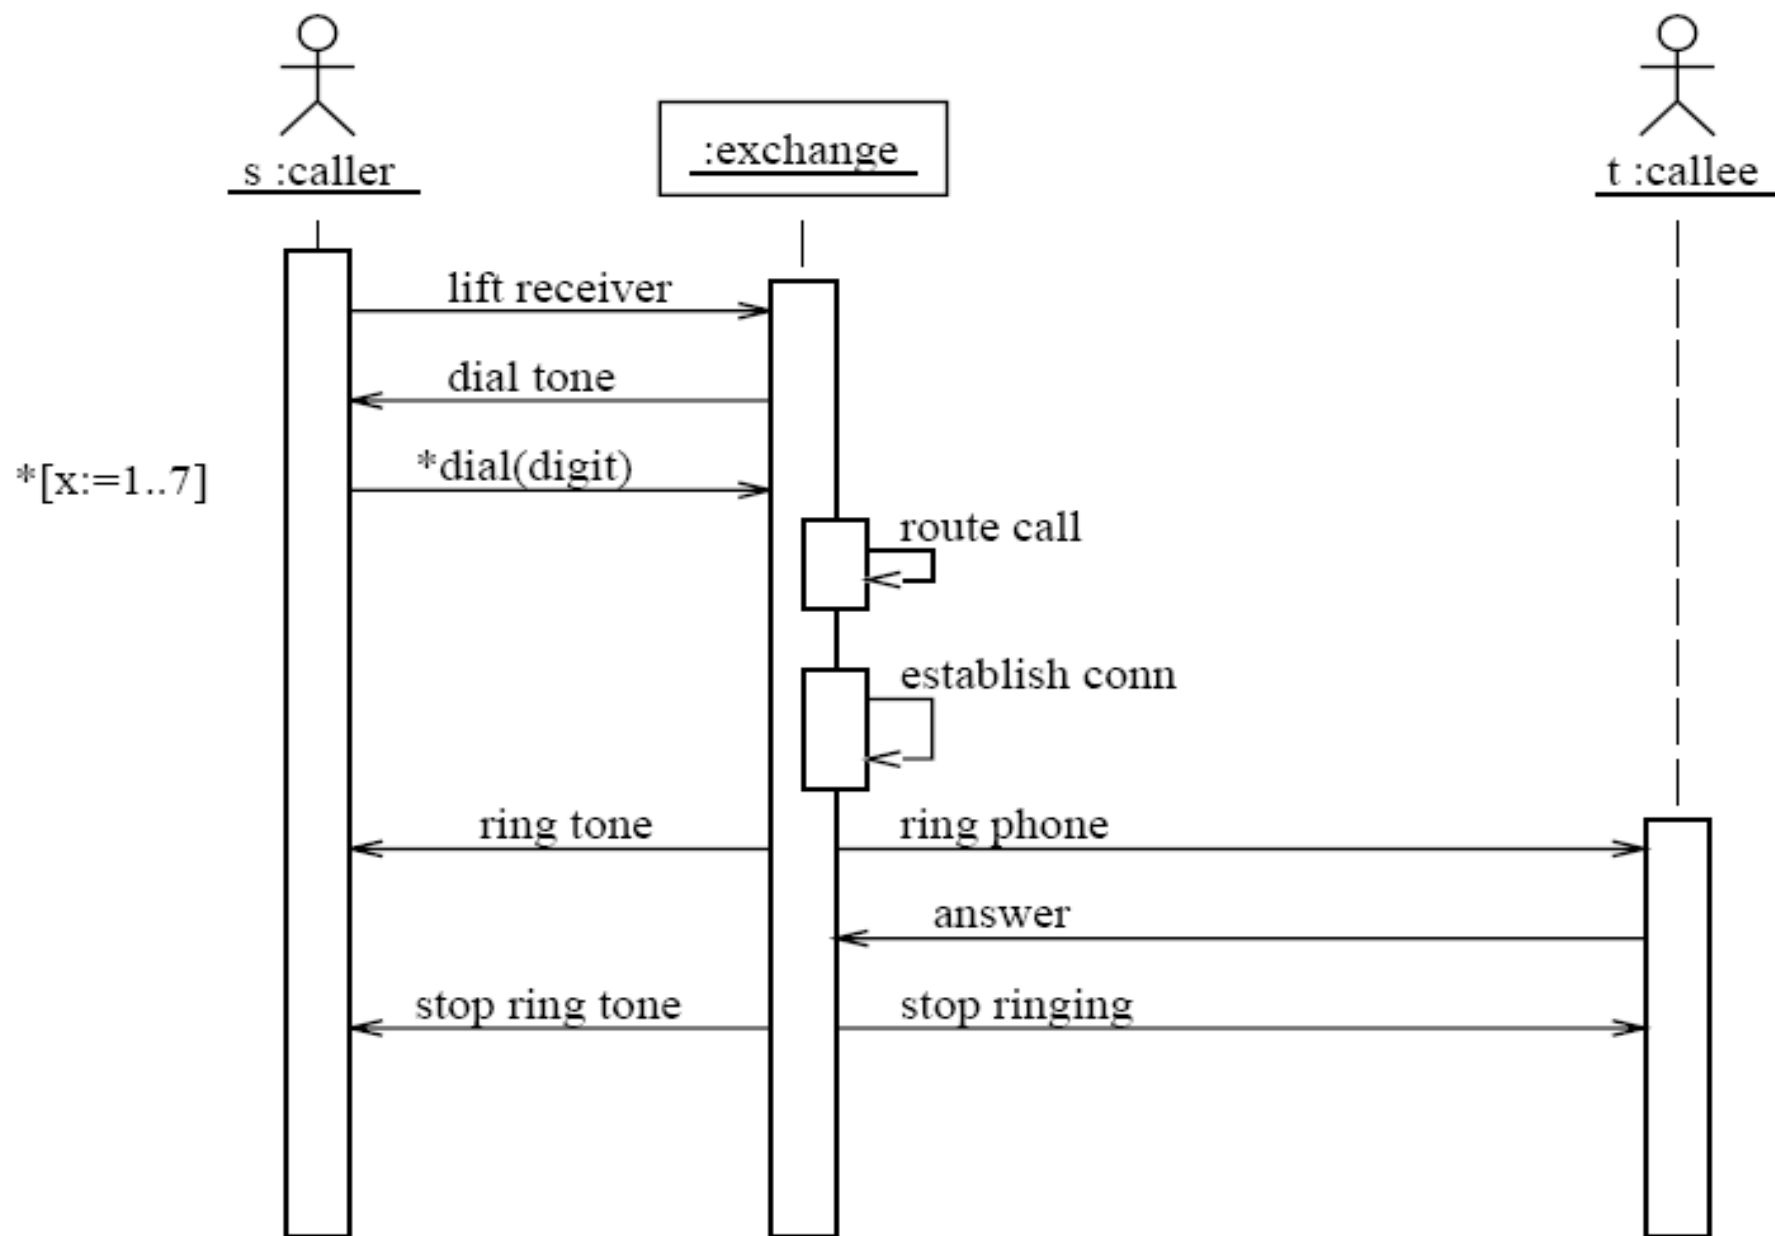 s :caller
:exchange
t :callee
lift receiver
dial tone
*[x:=1..7]
*dial(digit)
route call
establish conn
ring tone
ring phone
answer
stop ring tone
stop ringing